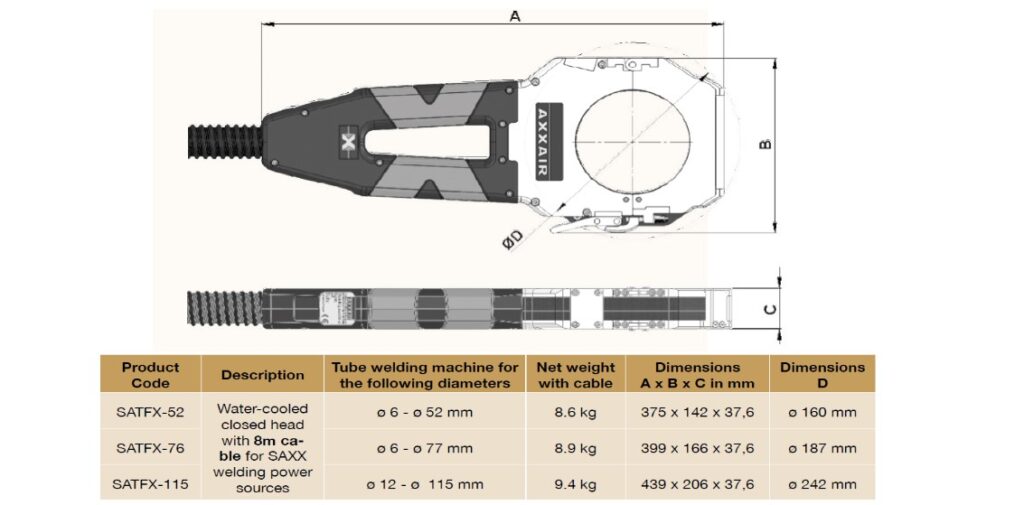 A
AXXAIR
B
øD
C
Product Code
Description
Tube welding machine for the following diameters
Net weight with cable
Dimensions A x B x C in mm
Dimensions D
SATFX-52
Water-cooled closed head with 8m ca-
ble for SAXX welding power sources
ø 6 - ø 52 mm
8.6 kg
375 x 142 x 37,6
ø 160 mm
SATFX-76
ø 6 - ø 77 mm
8.9 kg
399 x 166 x 37,6
ø 187 mm
SATFX-115
ø 12 - ø 115 mm
9.4 kg
439 x 206 x 37,6
ø 242 mm